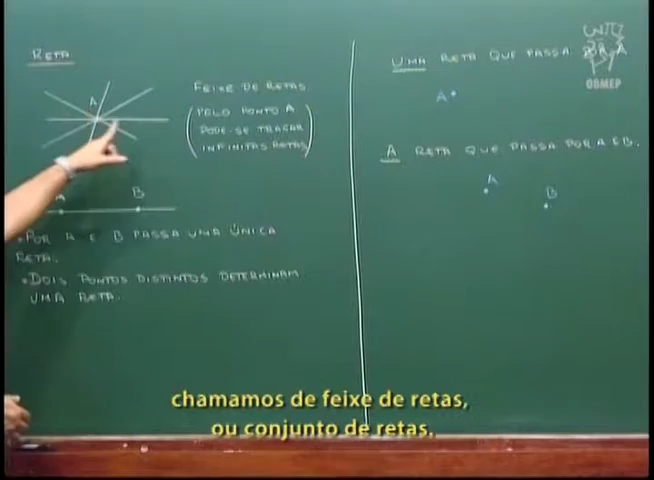 RETA
A
FEIXE DE RETAS
(PELO PONTO A
PODE-SE TRAÇAR
INFINITAS RETAS)
A B
•POR A E B PASSA UMA ÚNICA
RETA.
•DOIS PONTOS DISTINTOS DETERMINAM
UMA RETA.
UMA RETA QUE PASSA POR A
A
A RETA QUE PASSA POR A E B.
A
B
OBMEP
chamamos de feixe de retas,
ou conjunto de retas.